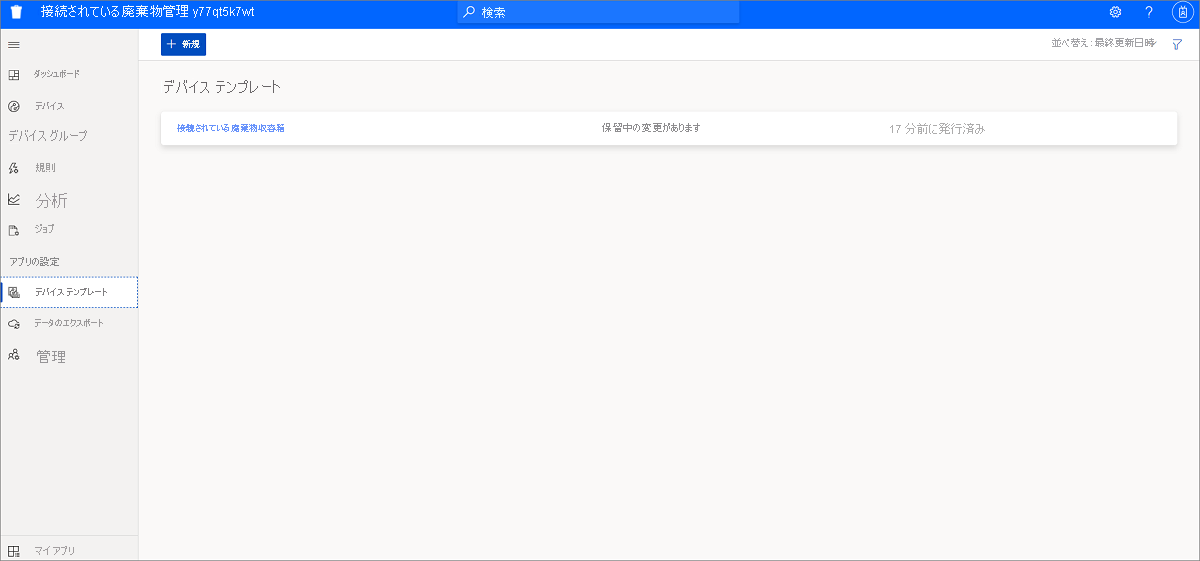 接続されている廃棄物管理 y77qt5k7wt
検索
?
+ 新規
並べ替え: 最終更新日時
ダッシュボード
デバイス
デバイス グループ
規則
分析
ジョブ
アプリの設定
デバイス テンプレート
データのエクスポート
管理
マイ アプリ
デバイス テンプレート
接続されている廃棄物収容箱
保留中の変更があります
17 分前に発行済み